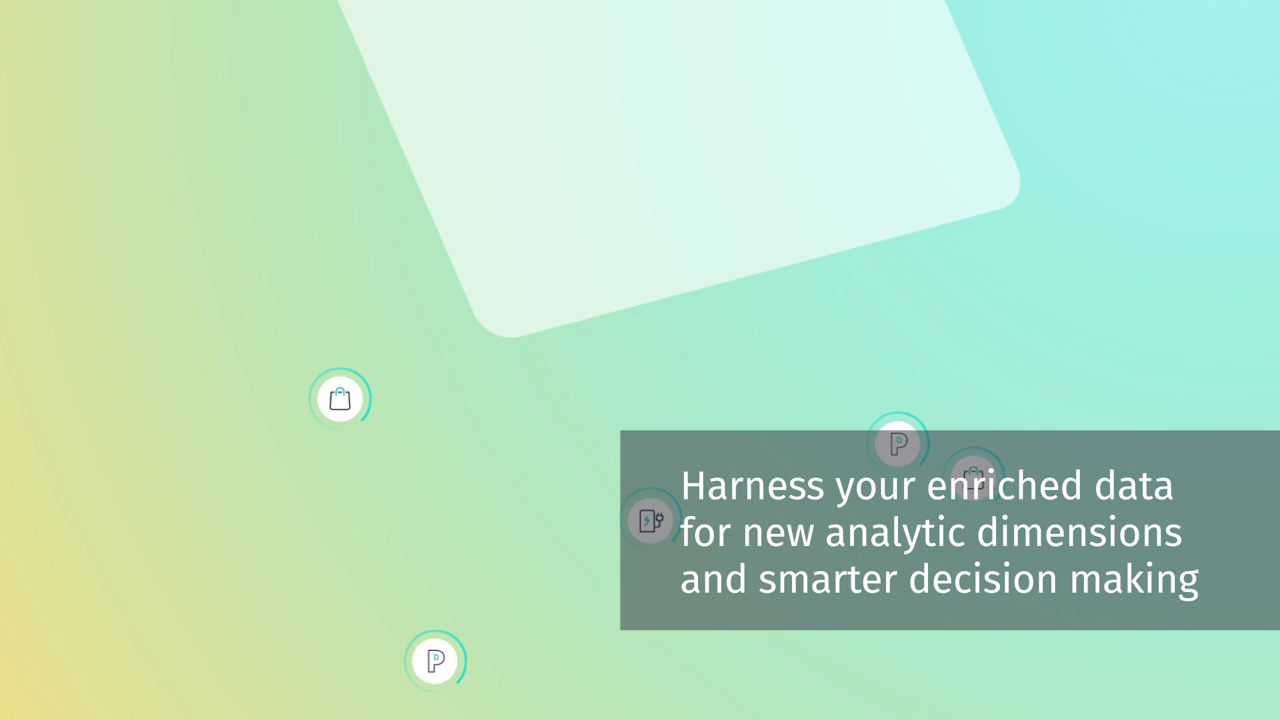 P
Harness your enriched data
for new analytic dimensions
and smarter decision making
P